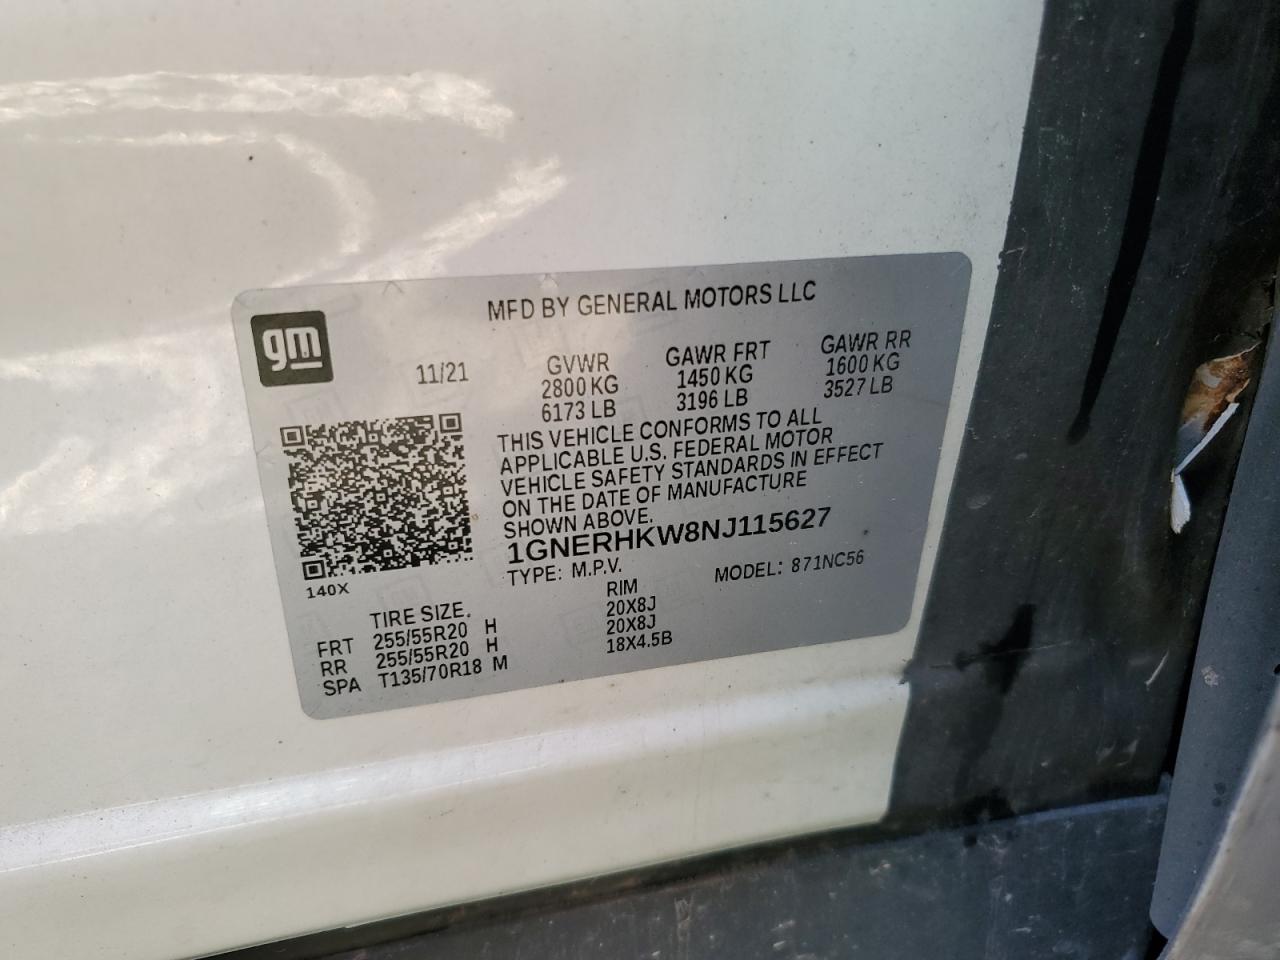 MFD BY GENERAL MOTORS LLC
gm
11/21
GVWR
2800 KG
6173 LB
GAWR FRT
1450 KG
3196 LB
GAWR RR
1600 KG
3527 LB
THIS VEHICLE CONFORMS TO ALL
APPLICABLE U.S. FEDERAL MOTOR
VEHICLE SAFETY STANDARDS IN EFFECT
ON THE DATE OF MANUFACTURE
SHOWN ABOVE.
1GNERHKW8NJ115627
TYPE: M.P.V.
MODEL: 871NC56
140X
TIRE SIZE. RIM
FRT 255/55R20 H 20X8J
RR 255/55R20 H 20X8J
SPA T135/70R18 M 18X4.5B